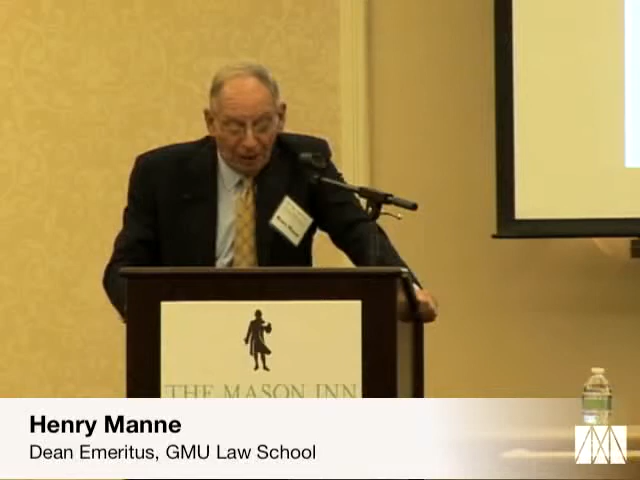 THE MASON INN
Henry Manne
Dean Emeritus, GMU Law School